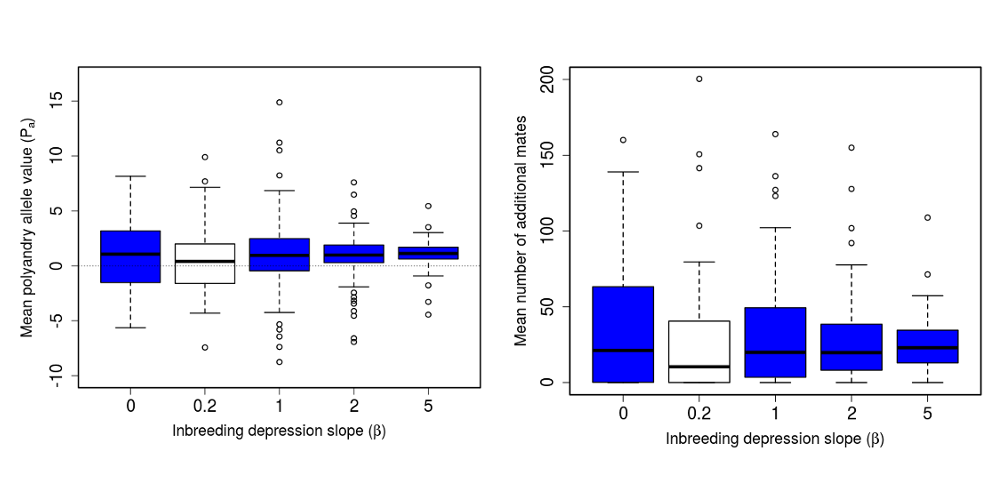 Mean polyandry allele value (Pa)
15
10
5
0
-5
-10
0 0.2 1 2 5
Inbreeding depression slope (β)
Mean number of additional mates
200
150
100
50
0
0 0.2 1 2 5
Inbreeding depression slope (β)